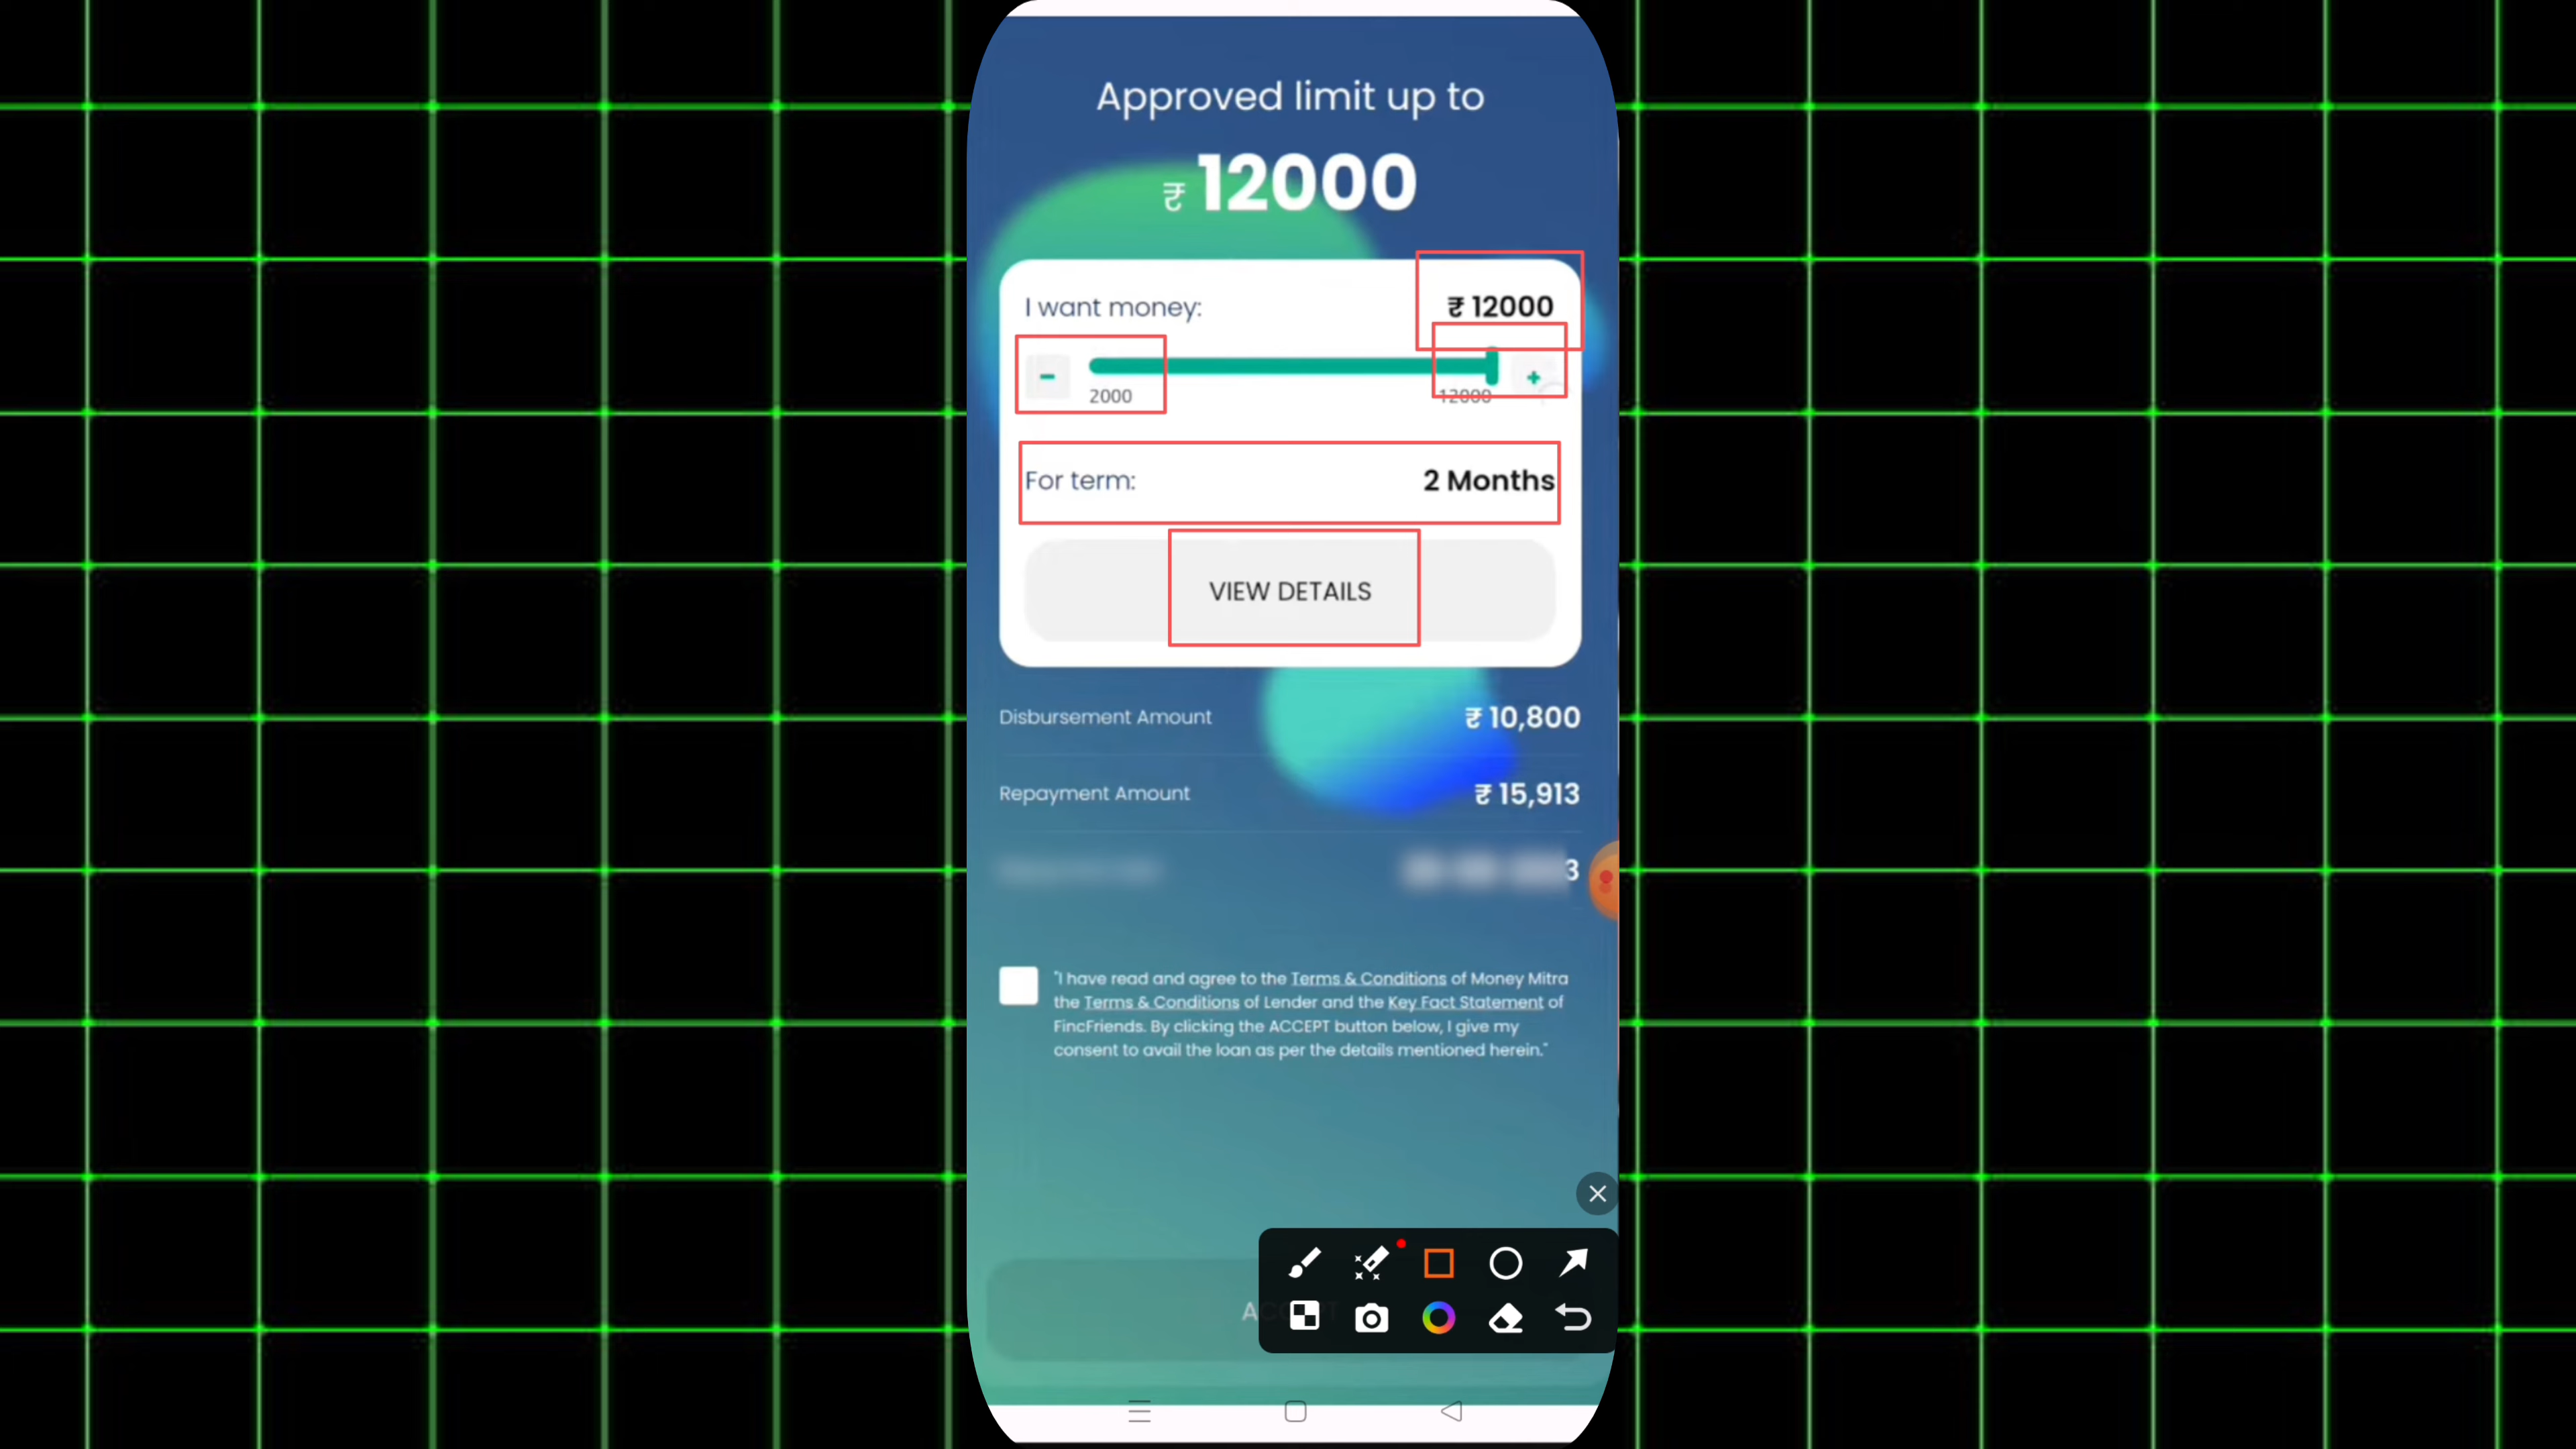 Approved limit up to
₹ 12000
I want money: ₹ 12000
2000 12000
For term: 2 Months
VIEW DETAILS
Disbursement Amount ₹ 10,800
Repayment Amount ₹ 15,913
3
"I have read and agree to the Terms & Conditions of Money Mitra
the Terms & Conditions of Lender and the Key Fact Statement of
FincFriends. By clicking the ACCEPT button below, I give my
consent to avail the loan as per the details mentioned herein."